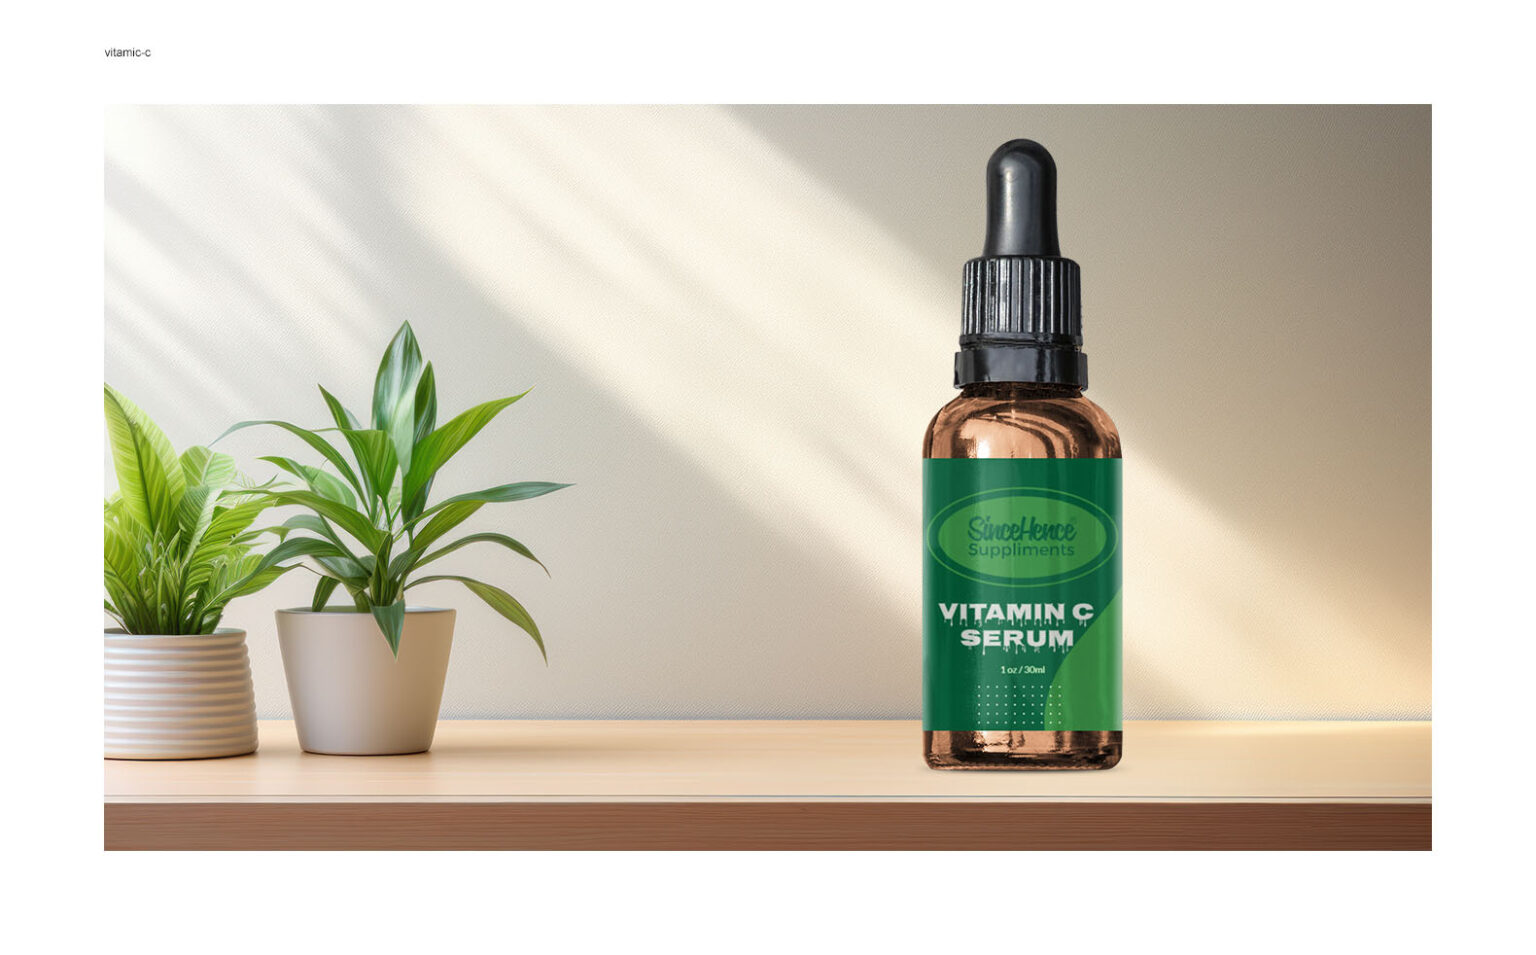 vitamic-c
SinceHence
Suppliments
VITAMIN C
SERUM
1 oz / 30ml